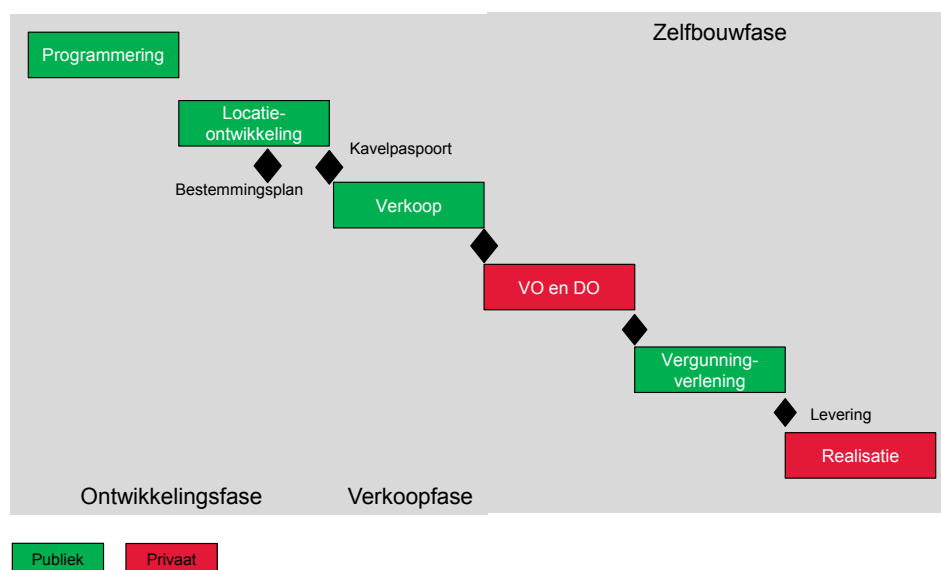 Zelfbouwfase
Programmering
Locatie-
ontwikkeling
Kavelpaspoort
Bestemmingsplan
Verkoop
VO en DO
Vergunning-
verlening
Levering
Realisatie
Ontwikkelingsfase
Verkoopfase
Publiek
Privaat